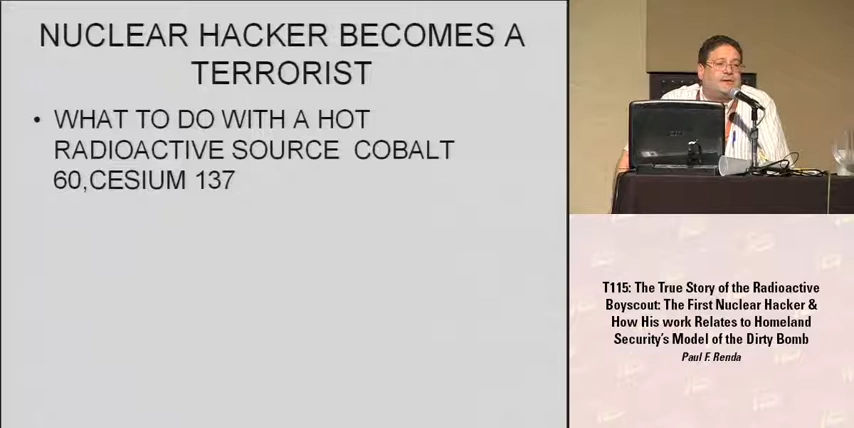 NUCLEAR HACKER BECOMES A
TERRORIST
• WHAT TO DO WITH A HOT
RADIOACTIVE SOURCE COBALT
60,CESIUM 137
T115: The True Story of the Radioactive
Boyscout: The First Nuclear Hacker &
How His work Relates to Homeland
Security's Model of the Dirty Bomb
Paul F. Renda